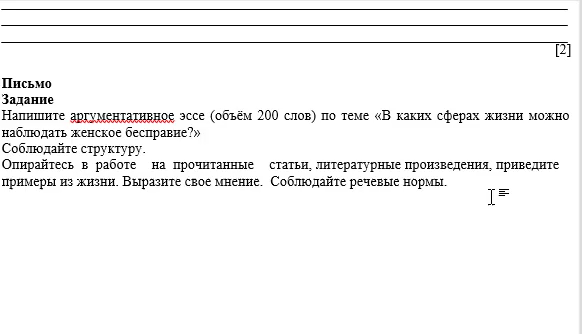 [2]
Письмо
Задание
Напишите аргументативное эссе (объём 200 слов) по теме «В каких сферах жизни можно
наблюдать женское бесправие?»
Соблюдайте структуру.
Опирайтесь в работе на прочитанные статьи, литературные произведения, приведите
примеры из жизни. Выразите свое мнение. Соблюдайте речевые нормы.